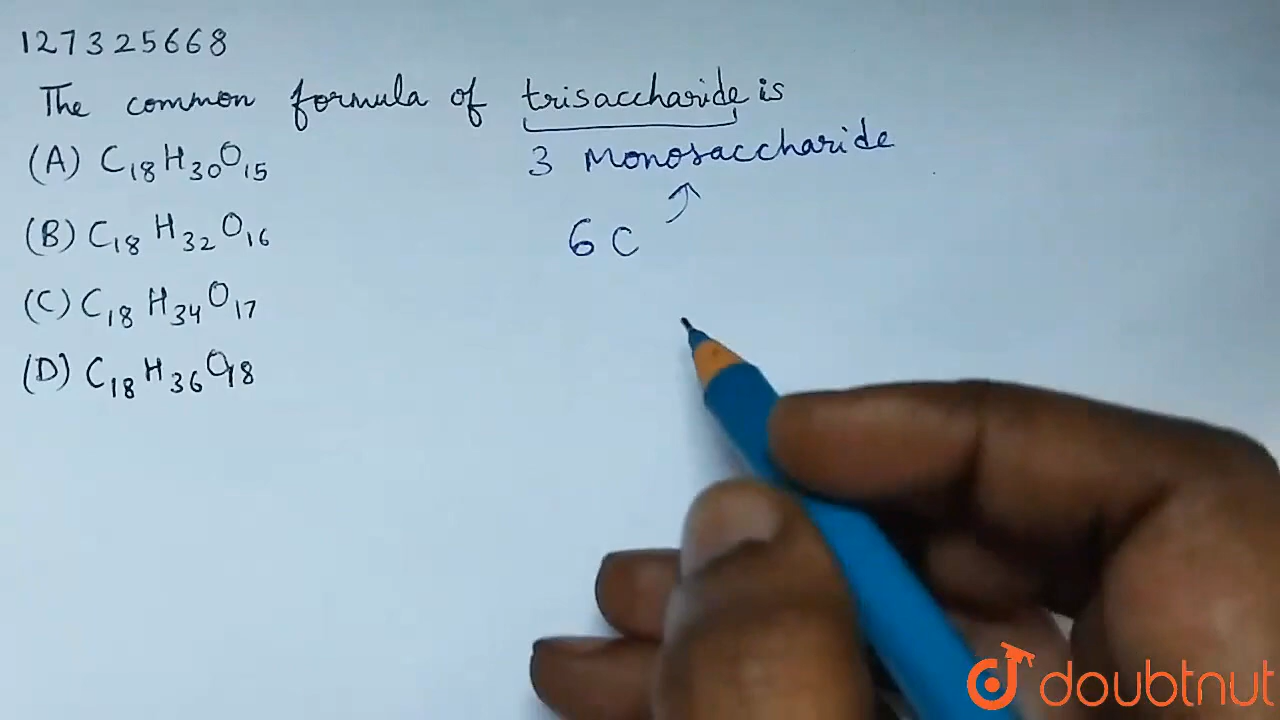 127325668
The common formula of trisaccharide is
(A) C18H30O15
3 Monosaccharide
(B) C18H32O16
6 C
(C) C18H34O17
(D) C18H36O18
doubtnut